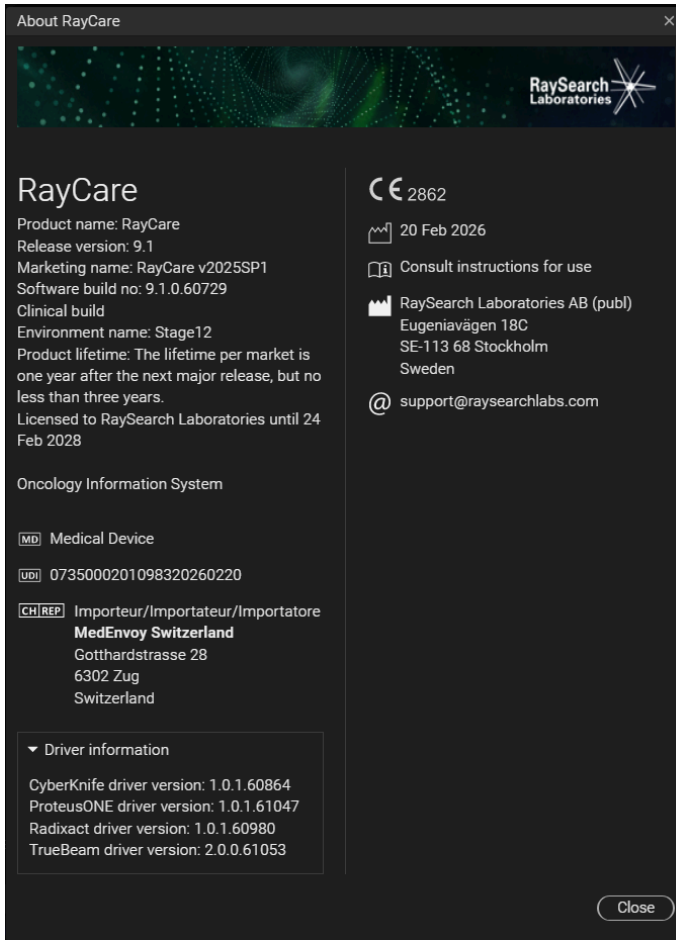 About RayCare
RaySearch
Laboratories
RayCare
Product name: RayCare
Release version: 9.1
Marketing name: RayCare v2025SP1
Software build no: 9.1.0.60729
Clinical build
Environment name: Stage12
Product lifetime: The lifetime per market is
one year after the next major release, but no
less than three years.
Licensed to RaySearch Laboratories until 24
Feb 2028
Oncology Information System
MD Medical Device
UDI 0735000201098320260220
CH REP Importeur/Importateur/Importatore
MedEnvoy Switzerland
Gotthardstrasse 28
6302 Zug
Switzerland
Driver information
CyberKnife driver version: 1.0.1.60864
ProteusONE driver version: 1.0.1.61047
Radixact driver version: 1.0.1.60980
TrueBeam driver version: 2.0.0.61053
CE 2862
20 Feb 2026
Consult instructions for use
RaySearch Laboratories AB (publ)
Eugeniavägen 18C
SE-113 68 Stockholm
Sweden
@ support@raysearchlabs.com
Close